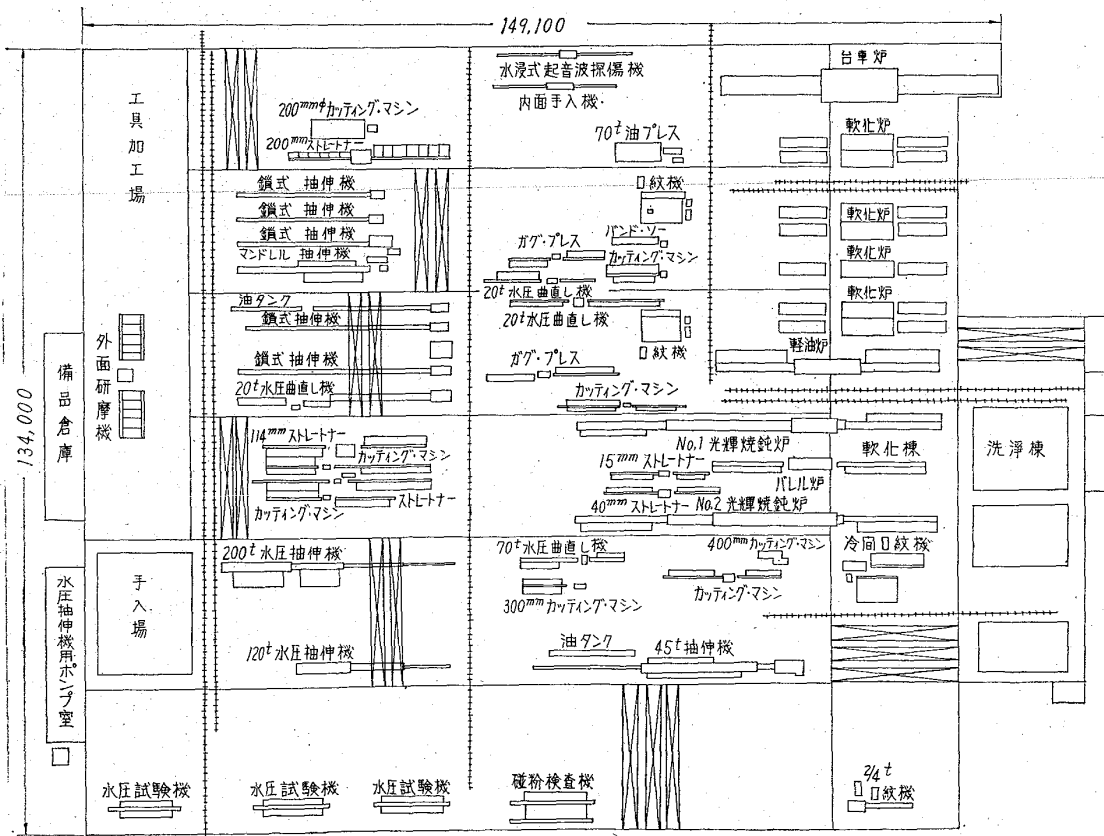 149,100
134,000
工具加工場
200mmφカッティング・マシン
200mmストレートナー
水浸式起音波探傷機
内面手入機
70t油プレス
台車炉
軟化炉
鎖式 抽伸機
鎖式 抽伸機
鎖式 抽伸機
マンドレル 抽伸機
口絞機
ガグ・プレス
バンド・ソー
カッティング・マシン
20t水圧曲直し機
20t水圧曲直し機
口絞機
軟化炉
軟化炉
軟化炉
軽油炉
油タンク
鎖式抽伸機
鎖式抽伸機
20t水圧曲直し機
ガグ・プレス
カッティング・マシン
外面研摩機
備品倉庫
114mmストレートナー
カッティング・マシン
ストレートナー
カッティング・マシン
No.1光輝焼鈍炉
15mmストレートナー
バレル炉
40mmストレートナー
No.2光輝焼鈍炉
軟化棟
洗淨棟
手入場
水圧抽伸機用ポンプ室
200t水圧抽伸機
120t水圧抽伸機
70t水圧曲直し機
300mmカッティング・マシン
400mmカッティング・マシン
カッティング・マシン
冷間口絞機
油タンク
45t抽伸機
水圧試験機
水圧試験機
水圧試験機
磁粉検査機
2/4t
口絞機